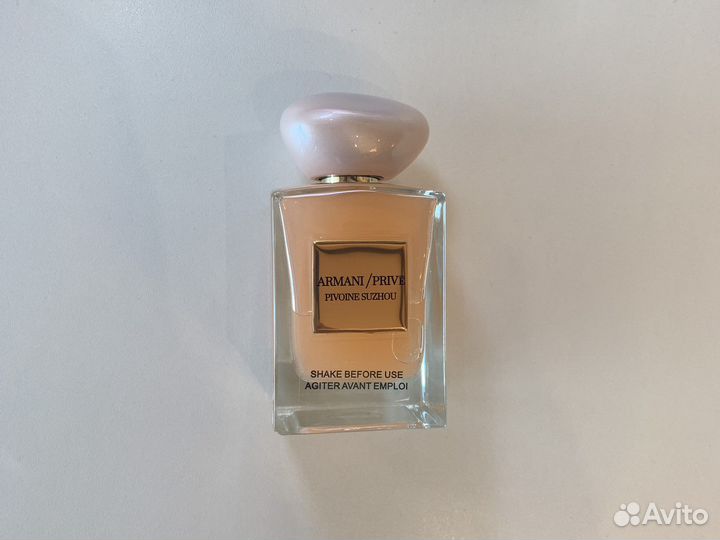 ARMANI/PRIVE
PIVOINE SUZHOU
SHAKE BEFORE USE
AGITER AVANT EMPLOI
Avito